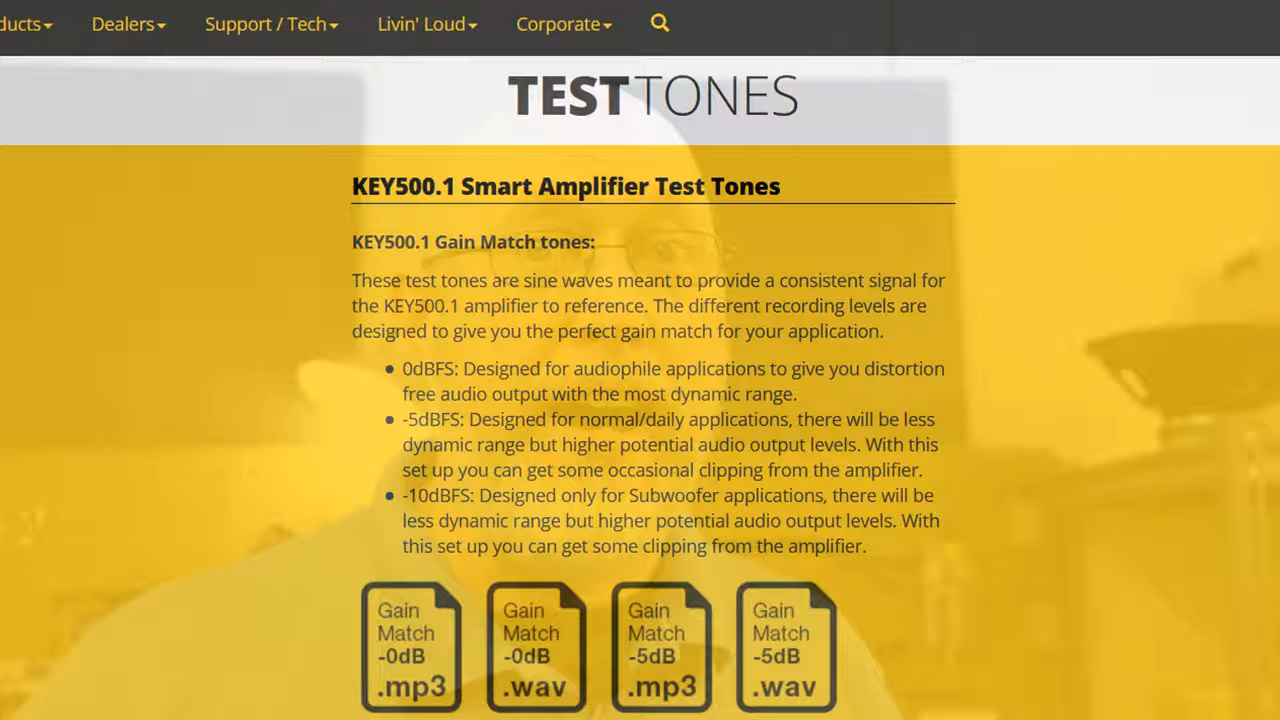 ducts Dealers Support / Tech Livin' Loud Corporate
TESTTONES
KEY500.1 Smart Amplifier Test Tones
KEY500.1 Gain Match tones:
These test tones are sine waves meant to provide a consistent signal for
the KEY500.1 amplifier to reference. The different recording levels are
designed to give you the perfect gain match for your application.
• 0dBFS: Designed for audiophile applications to give you distortion
free audio output with the most dynamic range.
• -5dBFS: Designed for normal/daily applications, there will be less
dynamic range but higher potential audio output levels. With this
set up you can get some occasional clipping from the amplifier.
• -10dBFS: Designed only for Subwoofer applications, there will be
less dynamic range but higher potential audio output levels. With
this set up you can get some clipping from the amplifier.
Gain
Match
-0dB
.mp3
Gain
Match
-0dB
.wav
Gain
Match
-5dB
.mp3
Gain
Match
-5dB
.wav